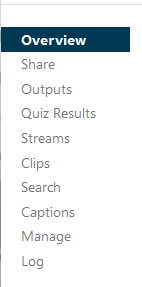 Overview
Share
Outputs
Quiz Results
Streams
Clips
Search
Captions
Manage
Log